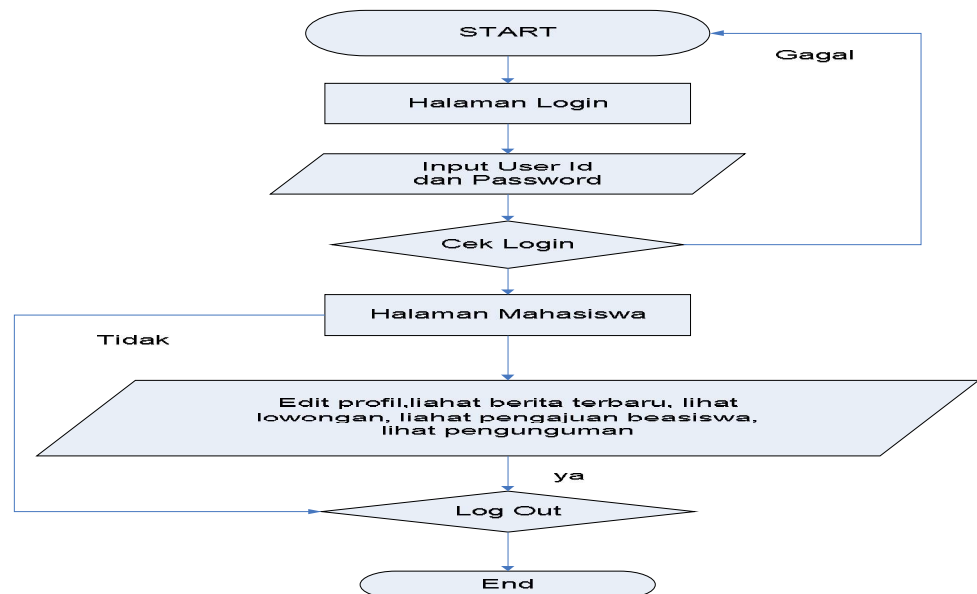 START
Gagal
Halaman Login
Input User Id
dan Password
Cek Login
Halaman Mahasiswa
Tidak
Edit profil,liahat berita terbaru, lihat
lowongan, liahat pengajuan beasiswa,
lihat pengunguman
ya
Log Out
End